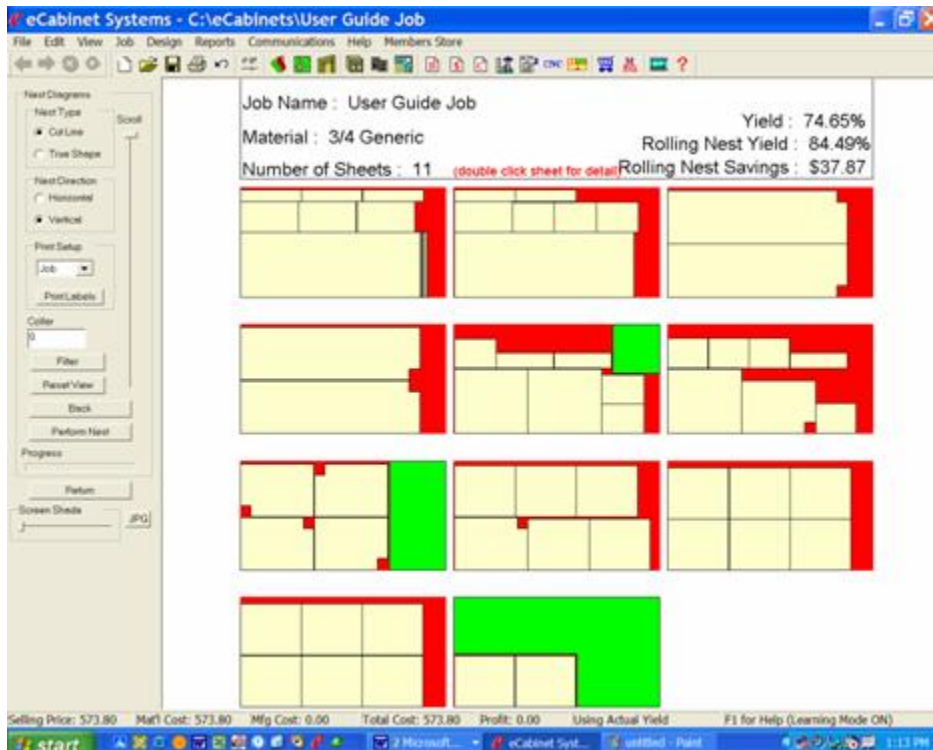 eCabinet Systems - C:\eCabinets\User Guide Job
File Edit View Job Design Reports Communications Help Members Store
Nest Diagrams
Nest Type
Scroll
Cut Line
True Shape
Nest Direction
Horizontal
Vertical
Print Setup
Job
Print Labels
0
Filter
Reset View
Back
Perform Nest
Progress
Return
Screen Shade
JPG
Job Name : User Guide Job
Yield : 74.65%
Material : 3/4 Generic
Rolling Nest Yield : 84.49%
Number of Sheets : 11
(double click sheet for detail)
Rolling Nest Savings : $37.87
Selling Price: 573.80 Mat'l Cost: 573.80 Mfg Cost: 0.00 Total Cost: 573.80 Profit: 0.00 Using Actual Yield F1 for Help (Learning Mode ON)
start 2 Microsoft... eCabinet Syst... untitled - Paint 1:13 PM